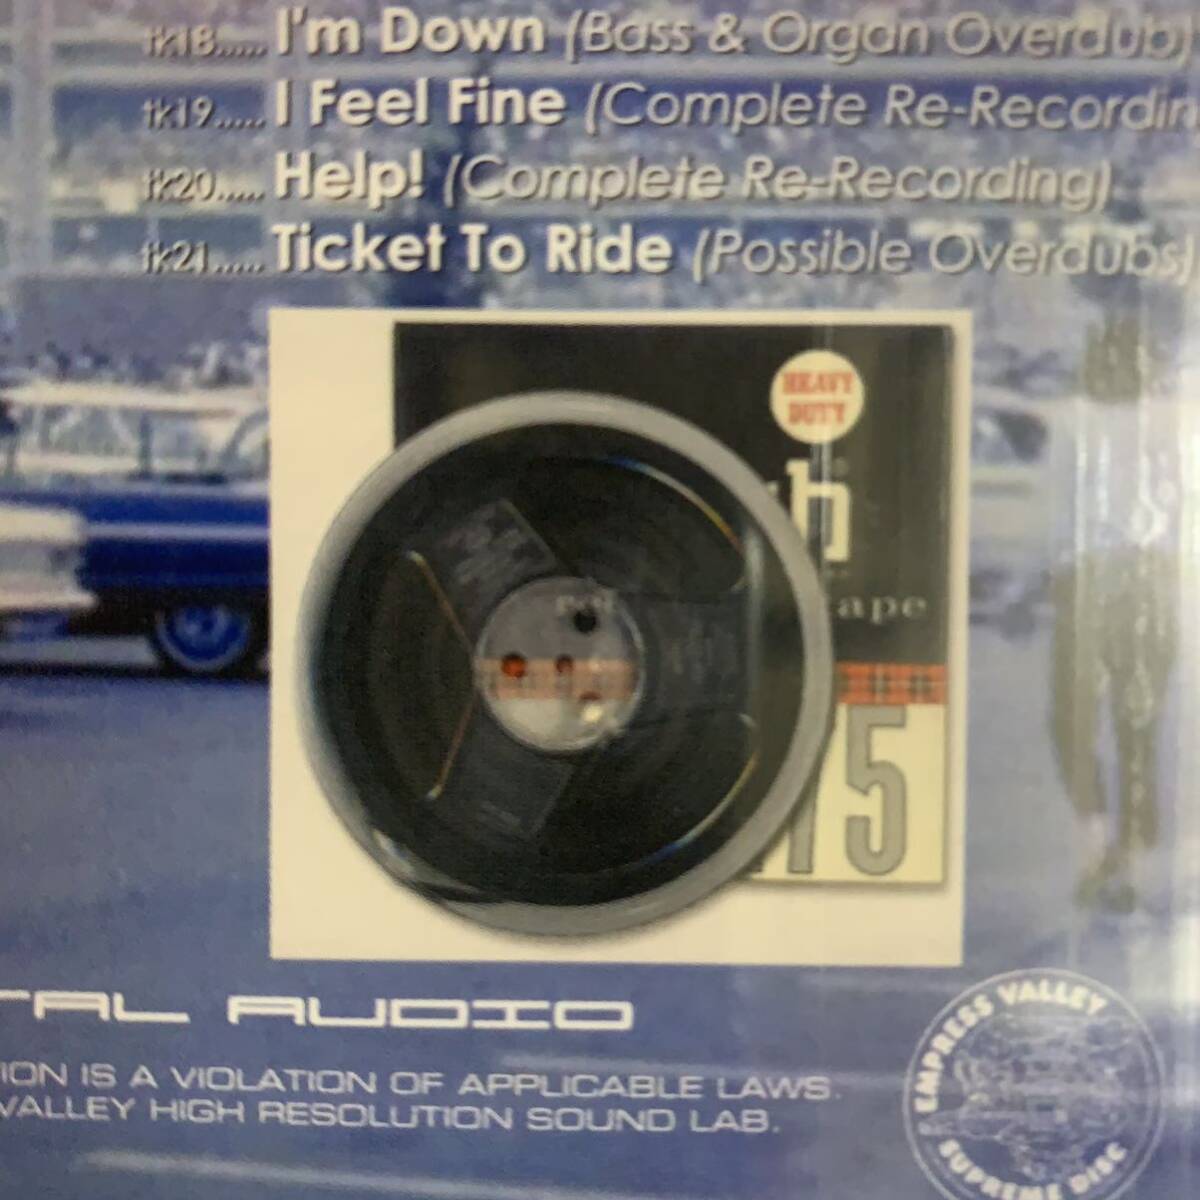 tk18..... I'm Down (Bass & Organ Overdub)
tk19..... I Feel Fine (Complete Re-Recordin
tk20..... Help! (Complete Re-Recording)
tk21..... Ticket To Ride (Possible Overdubs)
HEAVY
DUTY
tape
175
TAL AUDIO
ION IS A VIOLATION OF APPLICABLE LAWS.
VALLEY HIGH RESOLUTION SOUND LAB.
EMPRESS VALLEY
SUPREME DISC